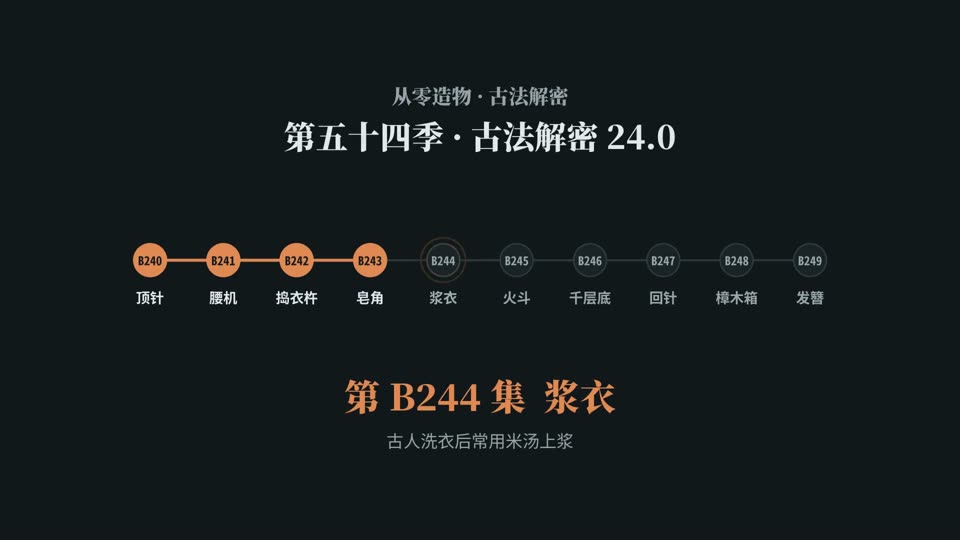 从零造物 · 古法解密
第五十四季 · 古法解密 24.0
B240 B241 B242 B243 B244 B245 B246 B247 B248 B249
顶针 腰机 捣衣杵 皂角 浆衣 火斗 千层底 回针 樟木箱 发簪
第 B244 集 浆衣
古人洗衣后常用米汤上浆